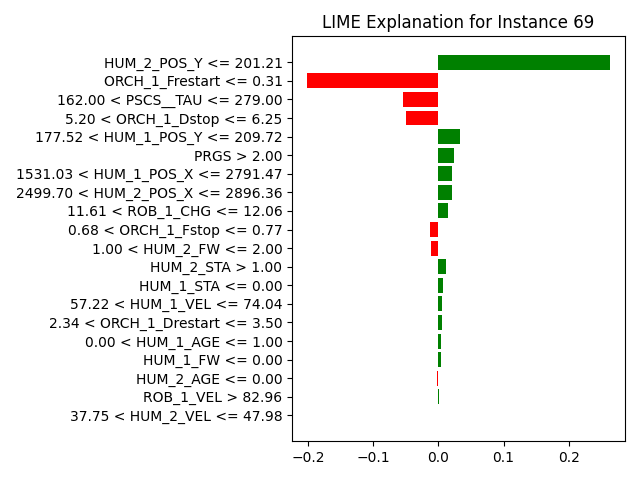 LIME Explanation for Instance 69
HUM_2_POS_Y <= 201.21
ORCH_1_Frestart <= 0.31
162.00 < PSCS__TAU <= 279.00
5.20 < ORCH_1_Dstop <= 6.25
177.52 < HUM_1_POS_Y <= 209.72
PRGS > 2.00
1531.03 < HUM_1_POS_X <= 2791.47
2499.70 < HUM_2_POS_X <= 2896.36
11.61 < ROB_1_CHG <= 12.06
0.68 < ORCH_1_Fstop <= 0.77
1.00 < HUM_2_FW <= 2.00
HUM_2_STA > 1.00
HUM_1_STA <= 0.00
57.22 < HUM_1_VEL <= 74.04
2.34 < ORCH_1_Drestart <= 3.50
0.00 < HUM_1_AGE <= 1.00
HUM_1_FW <= 0.00
HUM_2_AGE <= 0.00
ROB_1_VEL > 82.96
37.75 < HUM_2_VEL <= 47.98
−0.2 −0.1 0.0 0.1 0.2